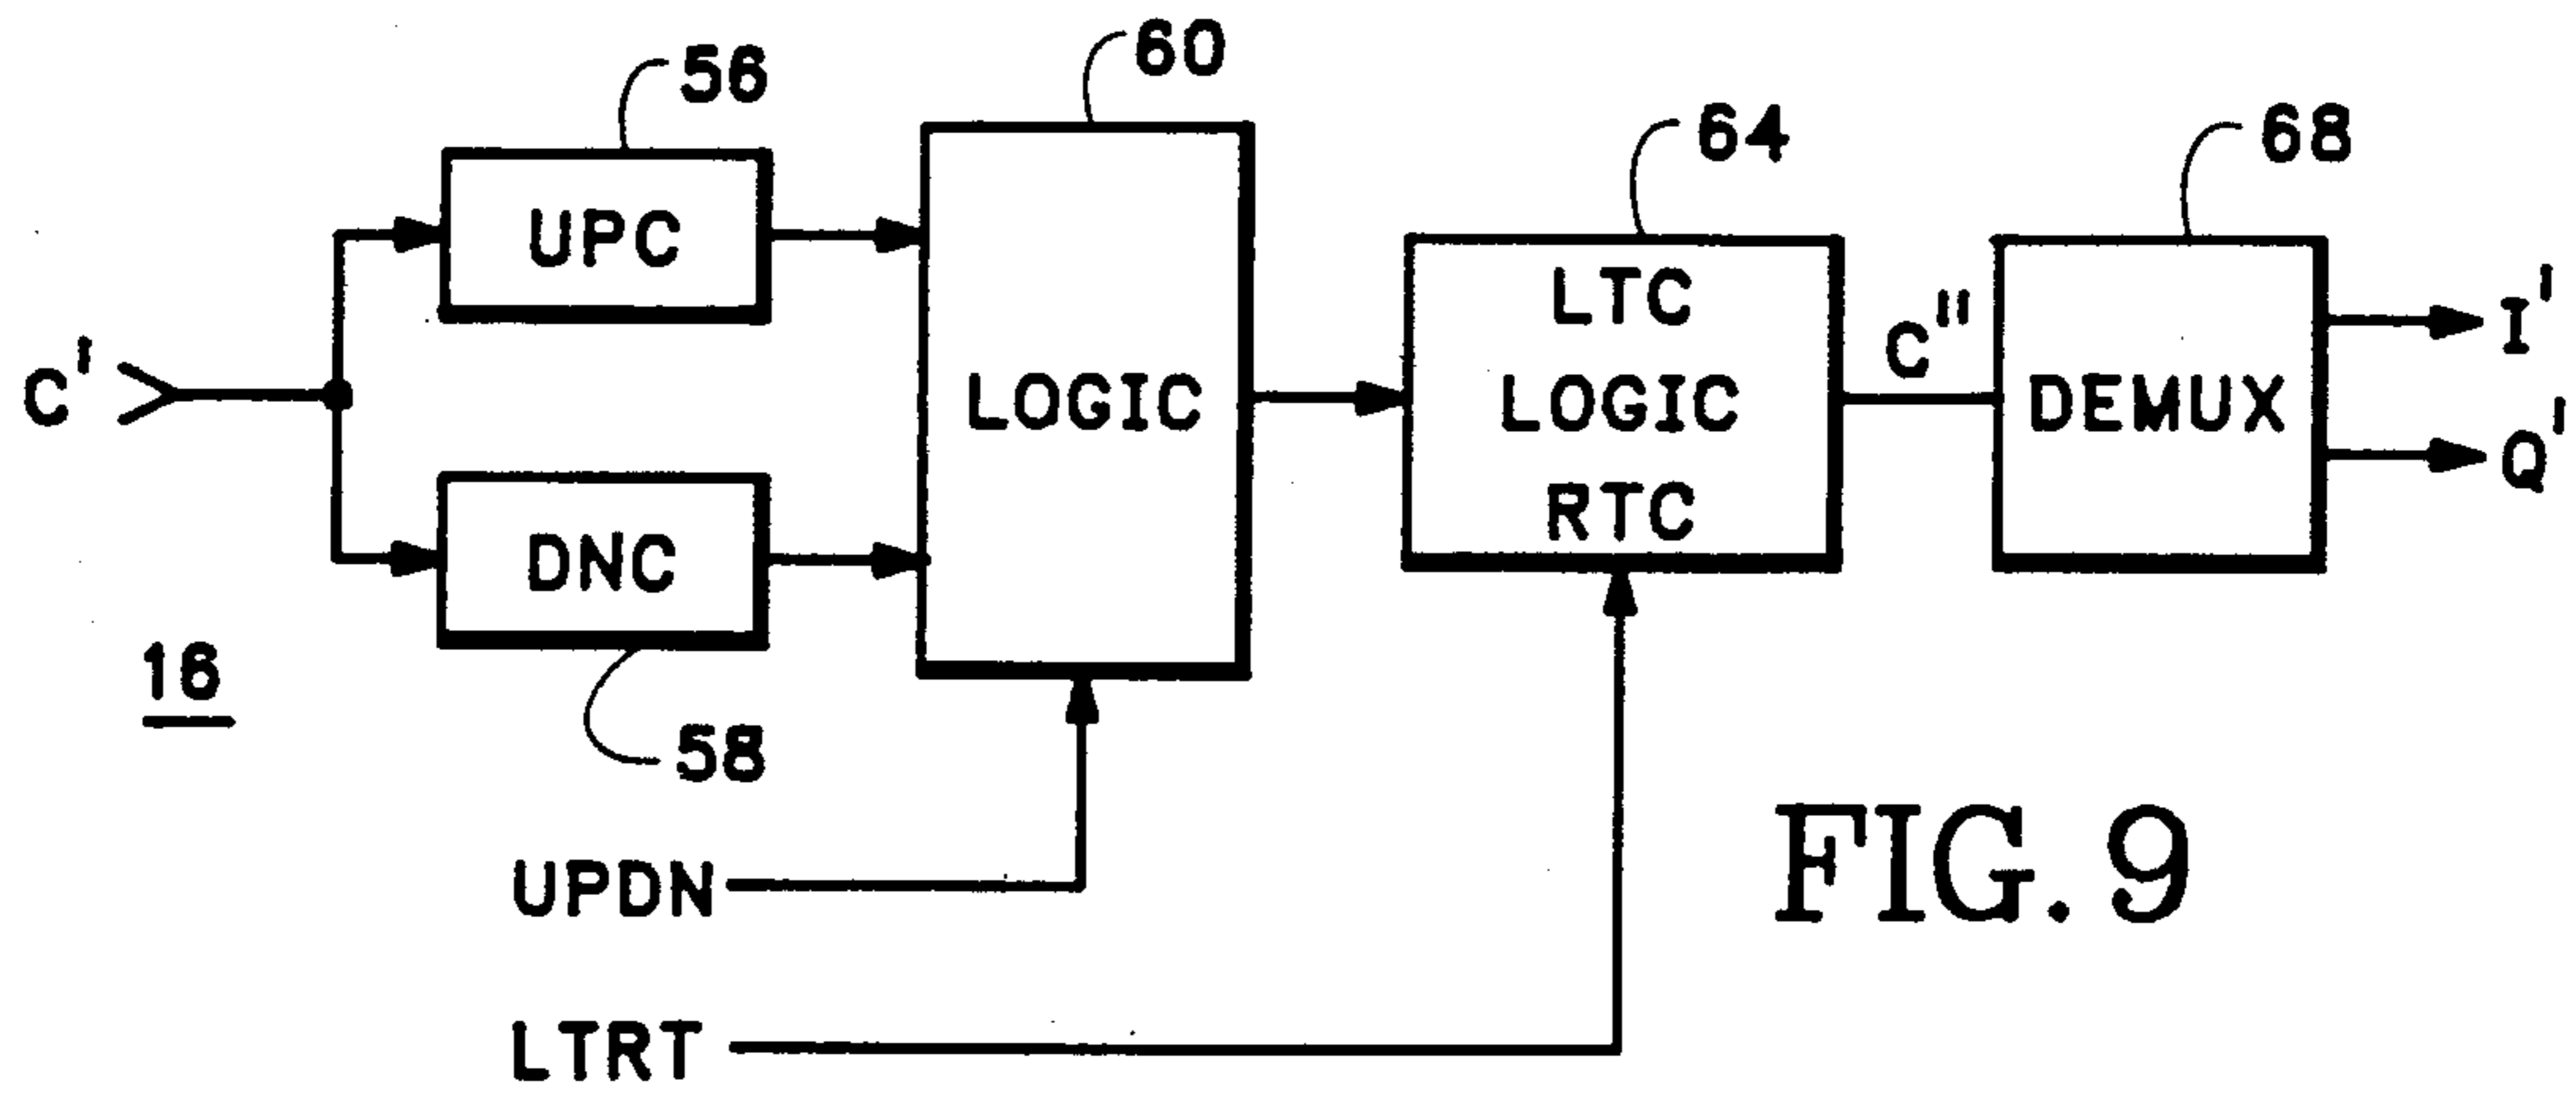 56
60
64
68
UPC
LOGIC
LTC
LOGIC
RTC
C"
DEMUX
I'
Q'
C'
DNC
16
58
UPDN
LTRT
FIG. 9